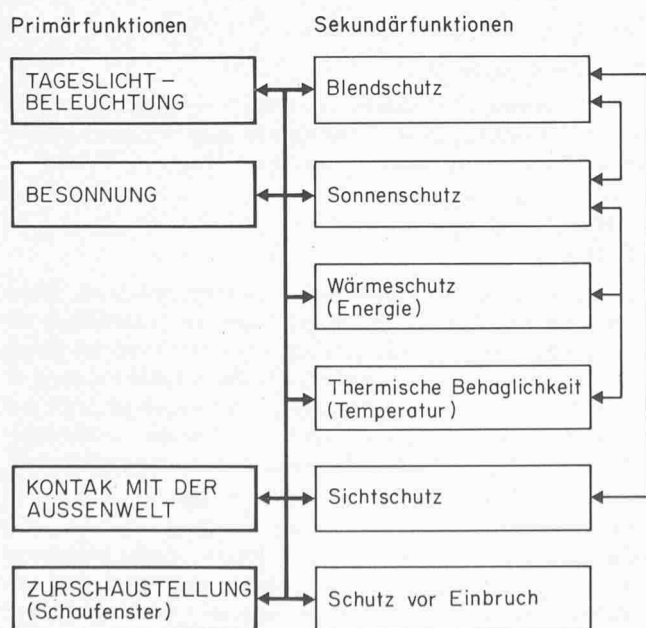 Primärfunktionen
Sekundärfunktionen
TAGESLICHT–
BELEUCHTUNG
Blendschutz
BESONNUNG
Sonnenschutz
Wärmeschutz
(Energie)
Thermische Behaglichkeit
(Temperatur)
KONTAK MIT DER
AUSSENWELT
Sichtschutz
ZURSCHAUSTELLUNG
(Schaufenster)
Schutz vor Einbruch